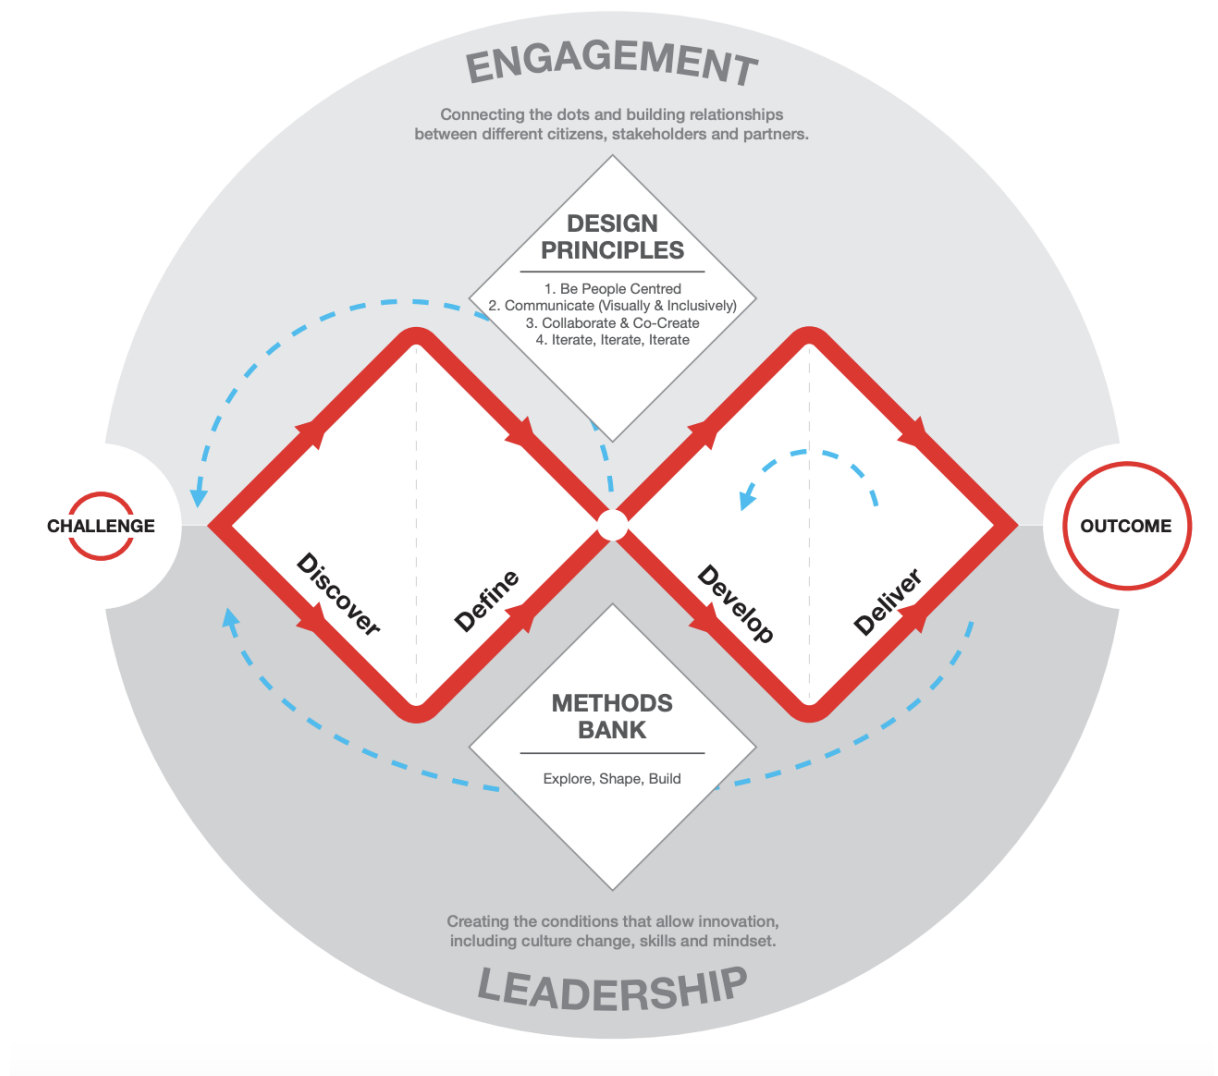 ENGAGEMENT
Connecting the dots and building relationships
between different citizens, stakeholders and partners.
DESIGN
PRINCIPLES
1. Be People Centred
2. Communicate (Visually & Inclusively)
3. Collaborate & Co-Create
4. Iterate, Iterate, Iterate
CHALLENGE
OUTCOME
Discover
Define
Develop
Deliver
METHODS
BANK
Explore, Shape, Build
Creating the conditions that allow innovation,
including culture change, skills and mindset.
LEADERSHIP